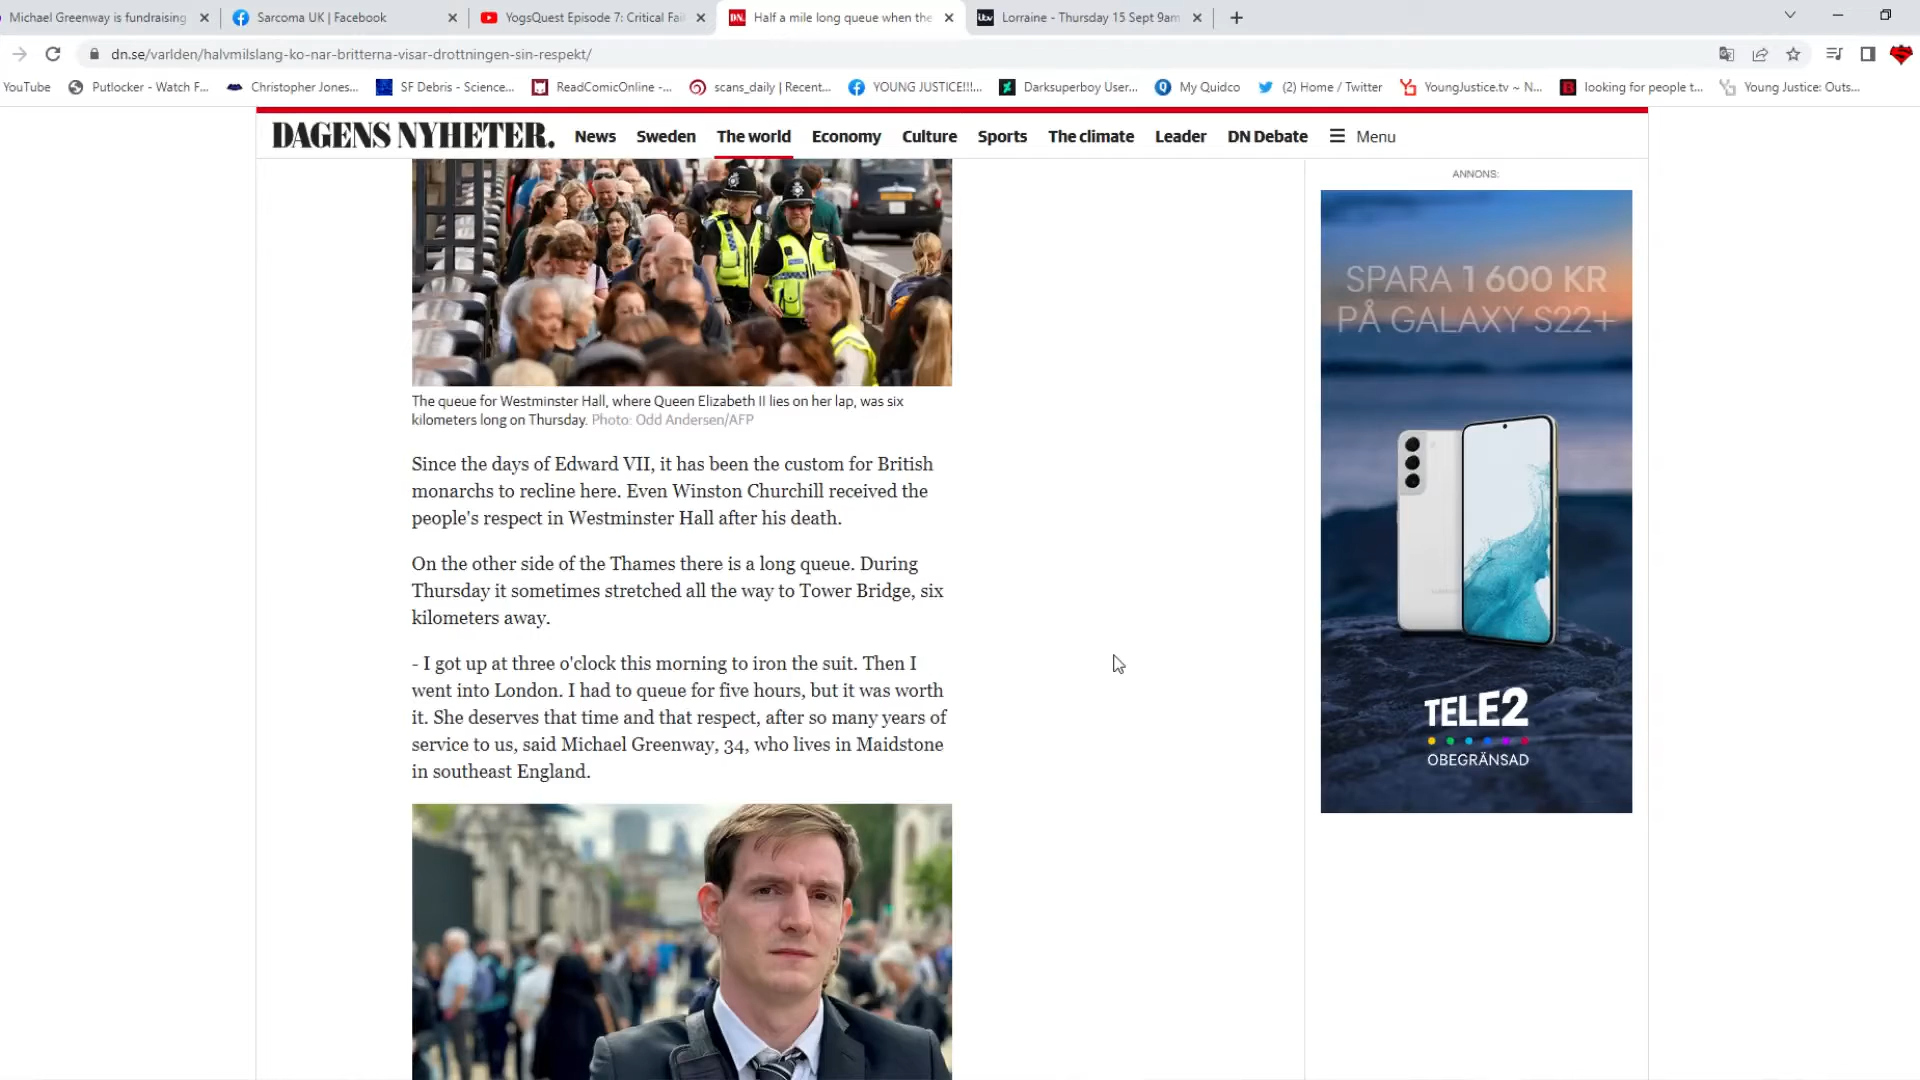 Michael Greenway is fundraising
Sarcoma UK | Facebook
YogsQuest Episode 7: Critical Fai
DN. Half a mile long queue when the
itv Lorraine - Thursday 15 Sept 9am
dn.se/varlden/halvmilslang-ko-nar-britterna-visar-drottningen-sin-respekt/
YouTube
Putlocker - Watch F...
Christopher Jones...
SF Debris - Science...
ReadComicOnline -...
scans_daily | Recent...
YOUNG JUSTICE!!!...
Darksuperboy User...
My Quidco
(2) Home / Twitter
YoungJustice.tv ~ N...
looking for people t...
Young Justice: Outs...
DAGENS NYHETER.
News
Sweden
The world
Economy
Culture
Sports
The climate
Leader
DN Debate
Menu
ANNONS:
The queue for Westminster Hall, where Queen Elizabeth II lies on her lap, was six
kilometers long on Thursday. Photo: Odd Andersen/AFP
Since the days of Edward VII, it has been the custom for British
monarchs to recline here. Even Winston Churchill received the
people's respect in Westminster Hall after his death.
On the other side of the Thames there is a long queue. During
Thursday it sometimes stretched all the way to Tower Bridge, six
kilometers away.
- I got up at three o'clock this morning to iron the suit. Then I
went into London. I had to queue for five hours, but it was worth
it. She deserves that time and that respect, after so many years of
service to us, said Michael Greenway, 34, who lives in Maidstone
in southeast England.
SPARA 1 600 KR
PÅ GALAXY S22+
TELE2
OBEGRÄNSAD